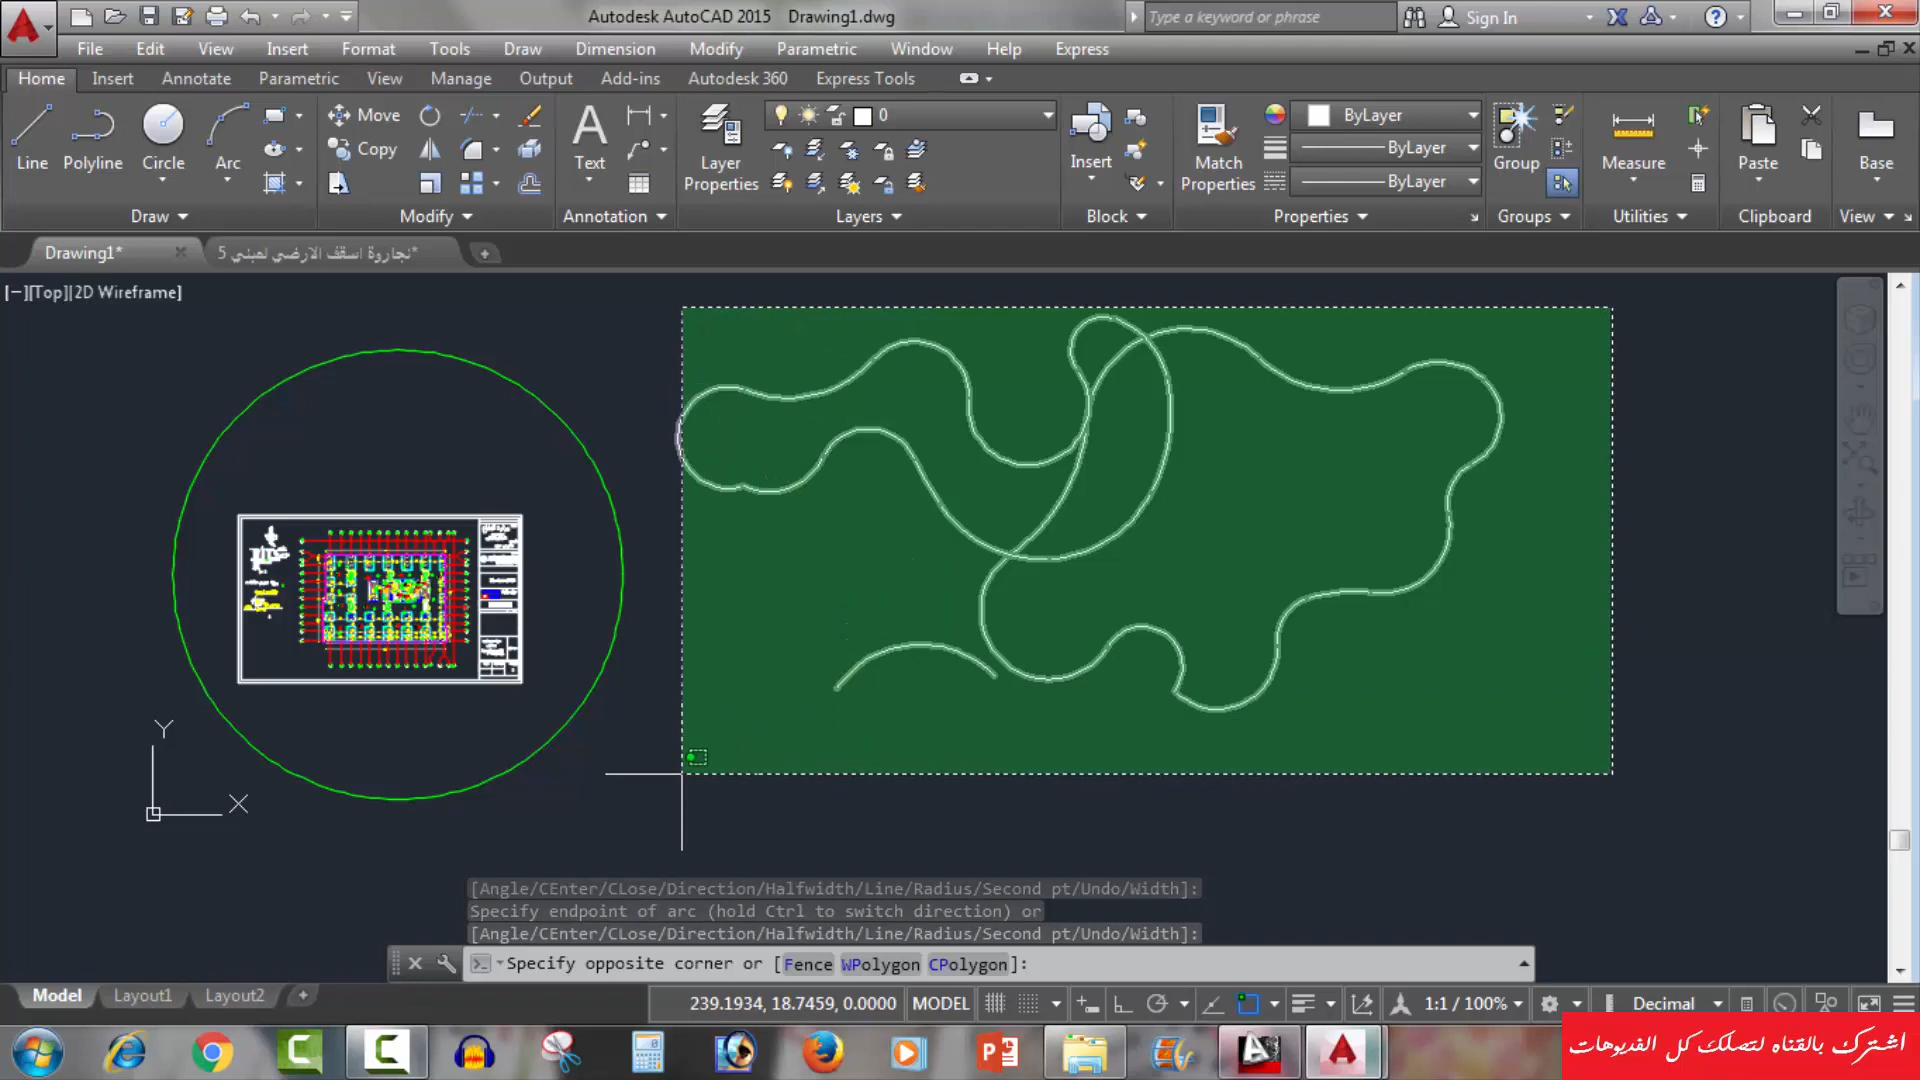 Autodesk AutoCAD 2015 Drawing1.dwg
Type a keyword or phrase
Sign In
File Edit View Insert Format Tools Draw Dimension Modify Parametric Window Help Express
Home Insert Annotate Parametric View Manage Output Add-ins Autodesk 360 Express Tools
Line Polyline Circle Arc
Move
Copy
Text
Layer Properties
0
Insert
Match Properties
ByLayer
ByLayer
ByLayer
Group
Measure
Paste
Base
Draw Modify Annotation Layers Block Properties Groups Utilities Clipboard View
Drawing1*
نجاروة اسقف الارضي لمبني 5*
[−][Top][2D Wireframe]
Y
X
[Angle/CEnter/CLose/Direction/Halfwidth/Line/Radius/Second pt/Undo/Width]:
Specify endpoint of arc (hold Ctrl to switch direction) or
[Angle/CEnter/CLose/Direction/Halfwidth/Line/Radius/Second pt/Undo/Width]:
Specify opposite corner or [Fence WPolygon CPolygon]:
Model Layout1 Layout2
239.1934, 18.7459, 0.0000 MODEL
1:1 / 100%
Decimal
اشترك بالقناه لتصلك كل الفديوهات